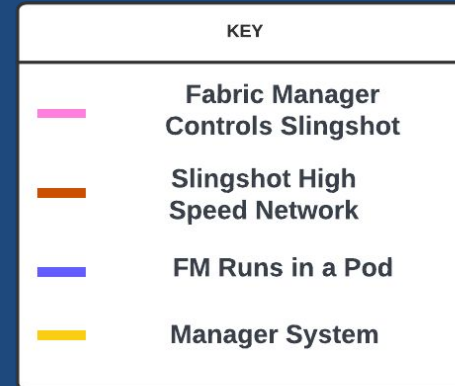 KEY
Fabric Manager
Controls Slingshot
Slingshot High
Speed Network
FM Runs in a Pod
Manager System